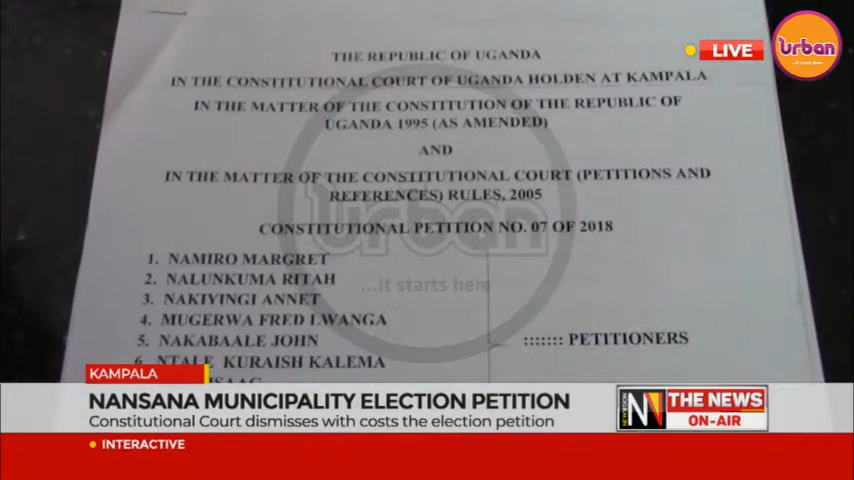 THE REPUBLIC OF UGANDA
IN THE CONSTITUTIONAL COURT OF UGANDA HOLDEN AT KAMPALA
IN THE MATTER OF THE CONSTITUTION OF THE REPUBLIC OF
UGANDA 1995 (AS AMENDED)
AND
IN THE MATTER OF THE CONSTITUTIONAL COURT (PETITIONS AND
REFERENCES) RULES, 2005
CONSTITUTIONAL PETITION NO. 07 OF 2018
1. NAMIRO MARGRET
2. NALUNKUMA RITAH
3. NAKIYINGI ANNET
4. MUGERWA FRED LWANGA
5. NAKABAALE JOHN
::::::: PETITIONERS
6. NTALE KURAISH KALEMA
urban
...it starts here
LIVE
urban
KAMPALA
NANSANA MUNICIPALITY ELECTION PETITION
Constitutional Court dismisses with costs the election petition
NEW VISION
THE NEWS
ON-AIR
INTERACTIVE